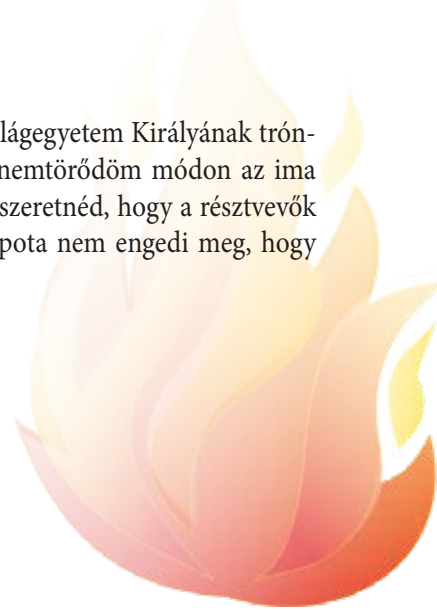 lágegyetem Királyának trón-
nemtörődöm módon az ima
szeretnéd, hogy a résztvevők
pota nem engedi meg, hogy